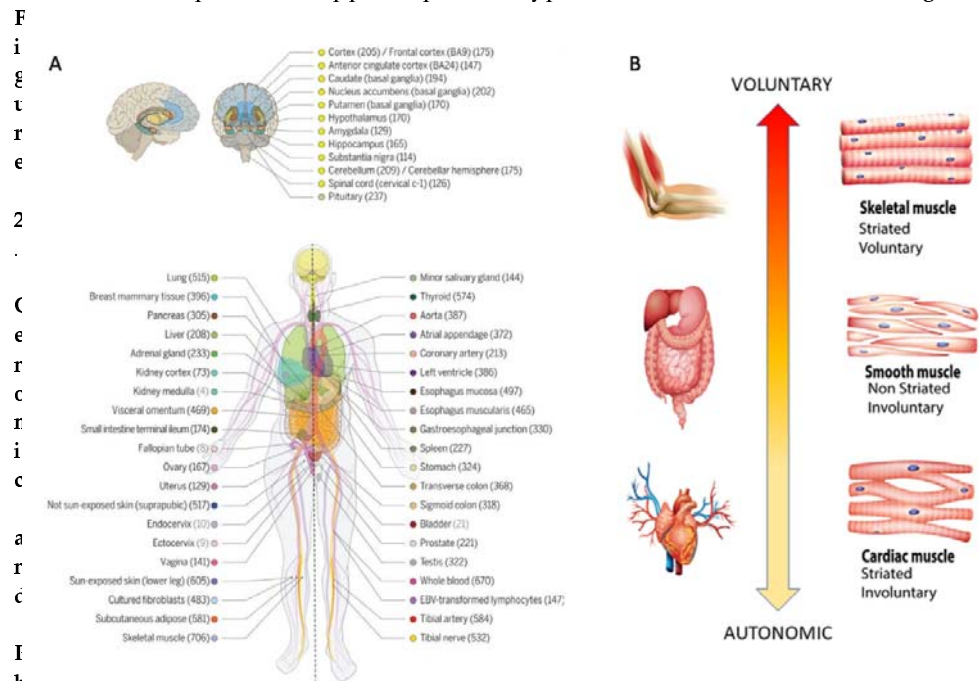 F
i
g
u
r
e
2
.
G
e
n
o
m
i
c
a
n
d
A
Cortex (205) / Frontal cortex (BA9) (175)
Anterior cingulate cortex (BA24) (147)
Caudate (basal ganglia) (194)
Nucleus accumbens (basal ganglia) (202)
Putamen (basal ganglia) (170)
Hypothalamus (170)
Amygdala (129)
Hippocampus (165)
Substantia nigra (114)
Cerebellum (209) / Cerebellar hemisphere (175)
Spinal cord (cervical c-1) (126)
Pituitary (237)
Lung (515)
Breast mammary tissue (396)
Pancreas (305)
Liver (208)
Adrenal gland (233)
Kidney cortex (73)
Kidney medulla (4)
Visceral omentum (469)
Small intestine terminal ileum (174)
Fallopian tube (8)
Ovary (167)
Uterus (129)
Not sun-exposed skin (suprapubic) (517)
Endocervix (10)
Ectocervix (9)
Vagina (141)
Sun-exposed skin (lower leg) (605)
Cultured fibroblasts (483)
Subcutaneous adipose (581)
Skeletal muscle (706)
Minor salivary gland (144)
Thyroid (574)
Aorta (387)
Atrial appendage (372)
Coronary artery (213)
Left ventricle (386)
Esophagus mucosa (497)
Esophagus muscularis (465)
Gastroesophageal junction (330)
Spleen (227)
Stomach (324)
Transverse colon (368)
Sigmoid colon (318)
Bladder (21)
Prostate (221)
Testis (322)
Whole blood (670)
EBV-transformed lymphocytes (147)
Tibial artery (584)
Tibial nerve (532)
B
VOLUNTARY
Skeletal muscle
Striated
Voluntary
Smooth muscle
Non Striated
Involuntary
Cardiac muscle
Striated
Involuntary
AUTONOMIC